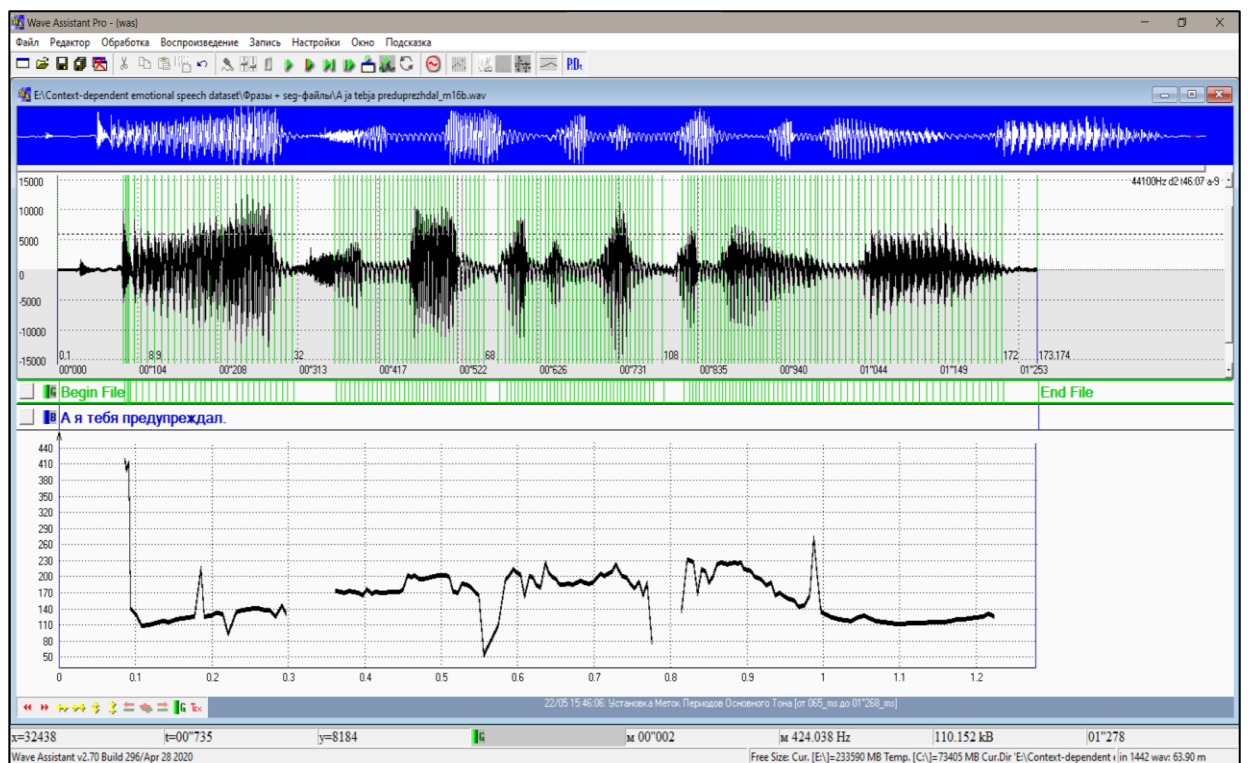 Wave Assistant Pro - {was}
Файл Редактор Обработка Воспроизведение Запись Настройки Окно Подсказка
P.D.
E:\Context-dependent emotional speech dataset\Фразы + seg-файлы\A ja tebja preduprezhdal_m16b.wav
44100Hz d2 t46.07 a-9
15000
10000
5000
0
-5000
-10000
-15000
0.1 8 9 32 68 108 172 173.174
00"000 00"104 00"208 00"313 00"417 00"522 00"626 00"731 00"835 00"940 01"044 01"149 01"253
G Begin File End File
B А я тебя предупреждал.
440
410
380
350
320
290
260
230
200
170
140
110
80
50
0 0.1 0.2 0.3 0.4 0.5 0.6 0.7 0.8 0.9 1 1.1 1.2
G Tex 22/05 15:46:06: Установка Меток Периодов Основного Тона [от 065_ms до 01"268_ms]
x=32438 t=00"735 y=8184 G м 00"002 м 424.038 Hz 110.152 kB 01"278
Wave Assistant v2.70 Build 296/Apr 28 2020 Free Size: Cur. [E:\]=233590 MB Temp. [C:\]=73405 MB Cur.Dir 'E:\Context-dependent in 1442 wav: 63.90 m